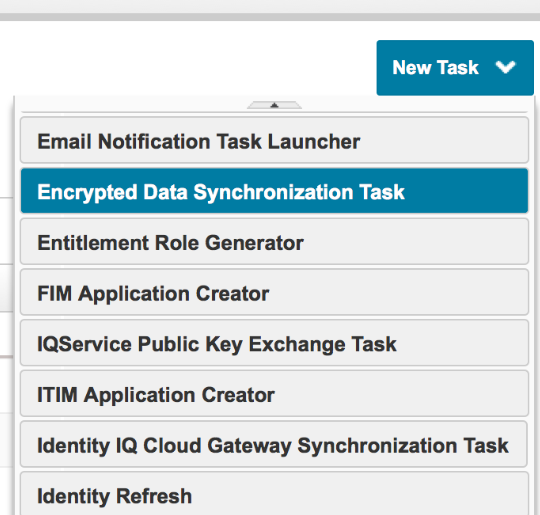 New Task
Email Notification Task Launcher
Encrypted Data Synchronization Task
Entitlement Role Generator
FIM Application Creator
IQService Public Key Exchange Task
ITIM Application Creator
Identity IQ Cloud Gateway Synchronization Task
Identity Refresh